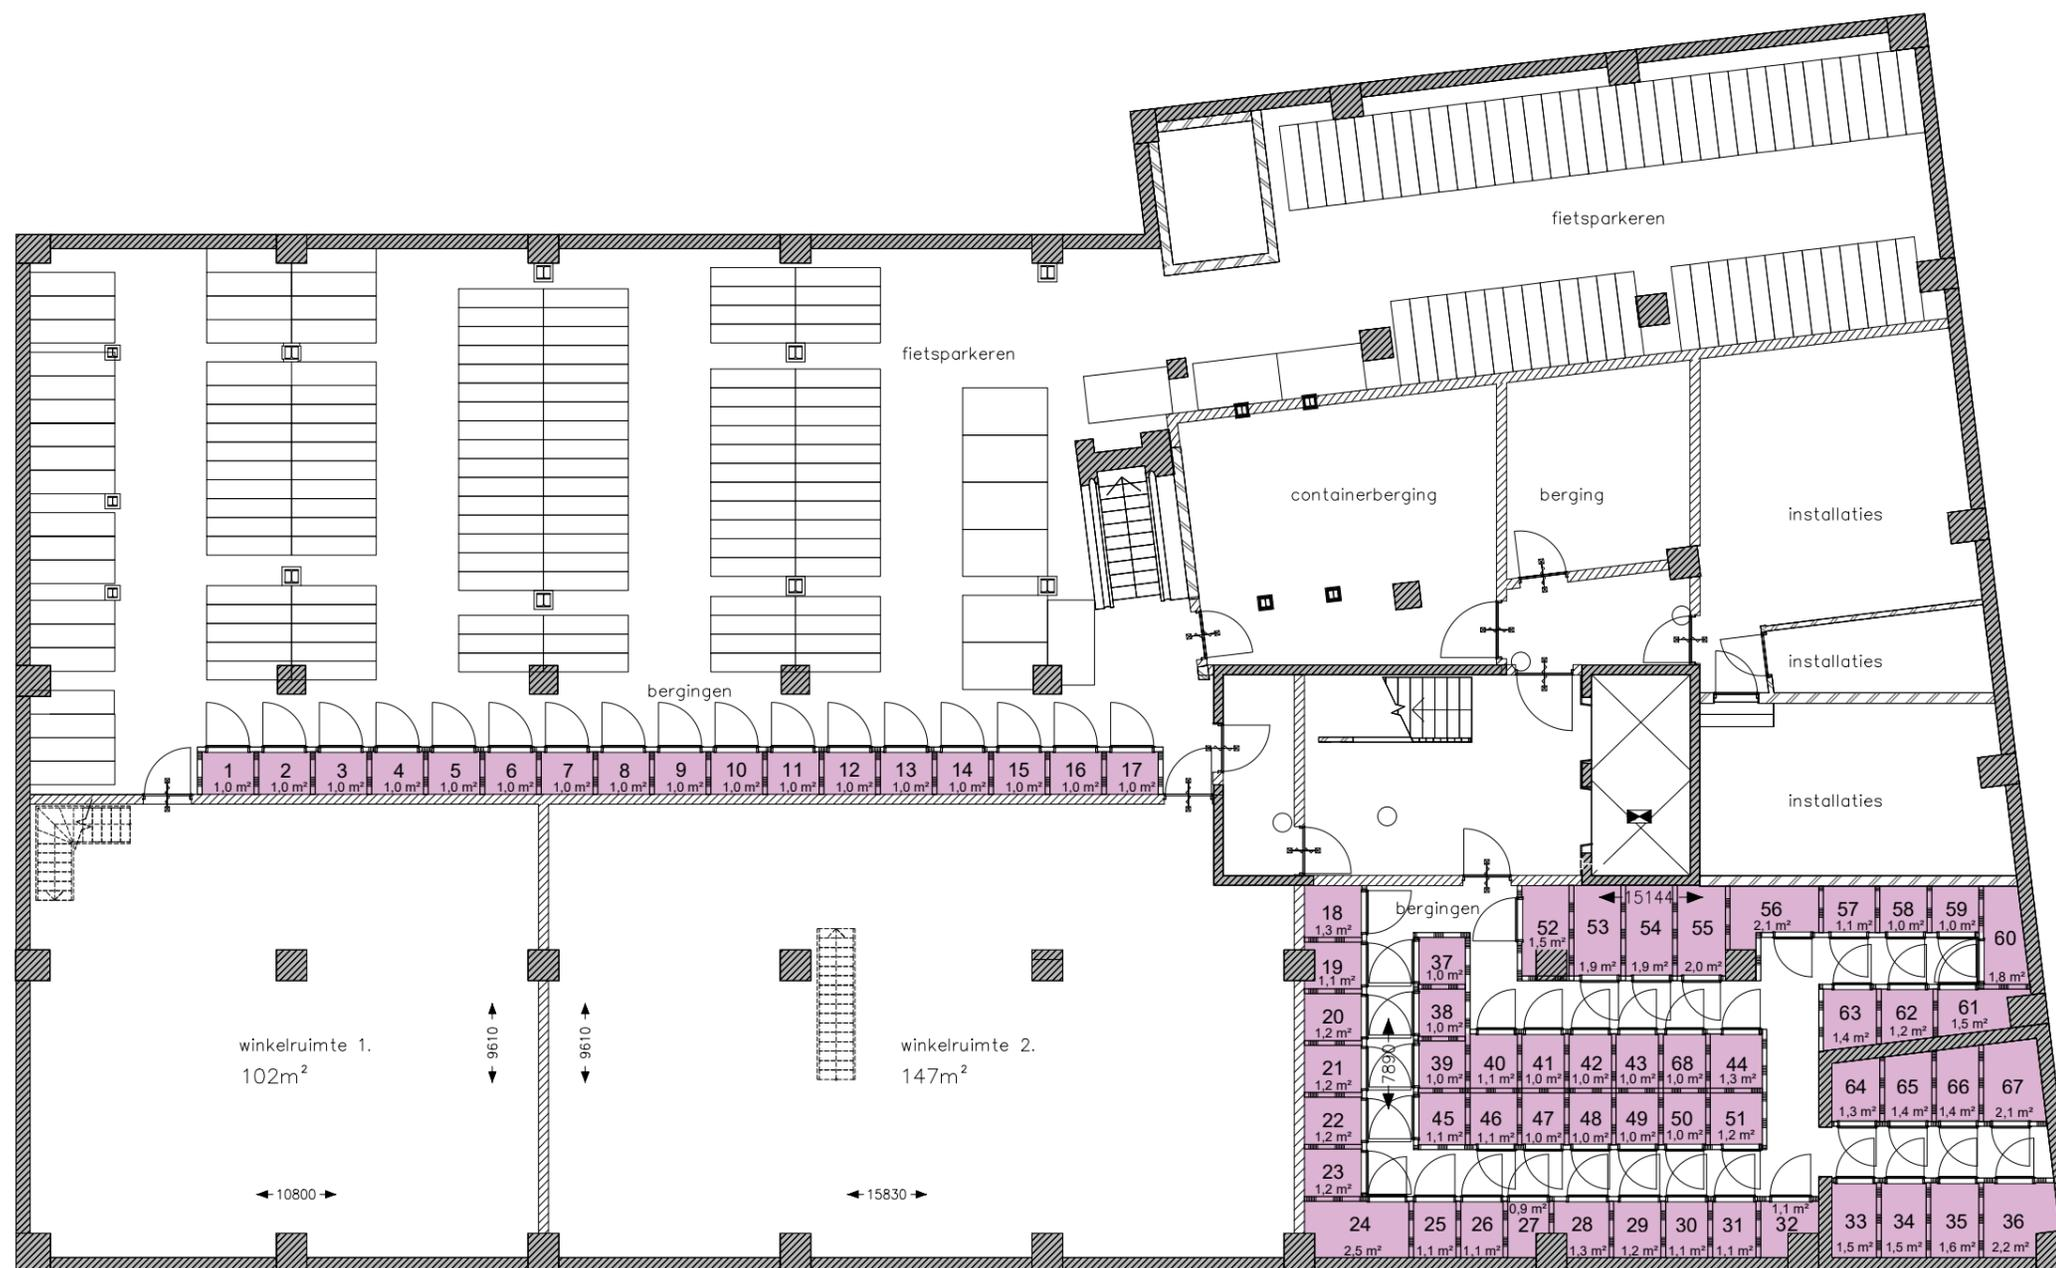 fietsparkeren
fietsparkeren
containerberging
berging
installaties
installaties
bergingen
1
1,0 m²
2
1,0 m²
3
1,0 m²
4
1,0 m²
5
1,0 m²
6
1,0 m²
7
1,0 m²
8
1,0 m²
9
1,0 m²
10
1,0 m²
11
1,0 m²
12
1,0 m²
13
1,0 m²
14
1,0 m²
15
1,0 m²
16
1,0 m²
17
1,0 m²
installaties
bergingen
15144
18
1,3 m²
19
1,1 m²
20
1,2 m²
21
1,2 m²
22
1,2 m²
23
1,2 m²
7890
52
1,5 m²
53
1,9 m²
54
1,9 m²
55
2,0 m²
56
2,1 m²
57
1,1 m²
58
1,0 m²
59
1,0 m²
60
1,8 m²
37
1,0 m²
38
1,0 m²
39
1,0 m²
40
1,1 m²
41
1,0 m²
42
1,0 m²
43
1,0 m²
68
1,0 m²
44
1,3 m²
63
1,4 m²
62
1,2 m²
61
1,5 m²
45
1,1 m²
46
1,1 m²
47
1,0 m²
48
1,0 m²
49
1,0 m²
50
1,0 m²
51
1,2 m²
64
1,3 m²
65
1,4 m²
66
1,4 m²
67
2,1 m²
24
2,5 m²
25
1,1 m²
26
1,1 m²
0,9 m²
27
28
1,3 m²
29
1,2 m²
30
1,1 m²
31
1,1 m²
1,1 m²
32
33
1,5 m²
34
1,5 m²
35
1,6 m²
36
2,2 m²
winkelruimte 1.
102m²
9610
9610
winkelruimte 2.
147m²
10800
15830